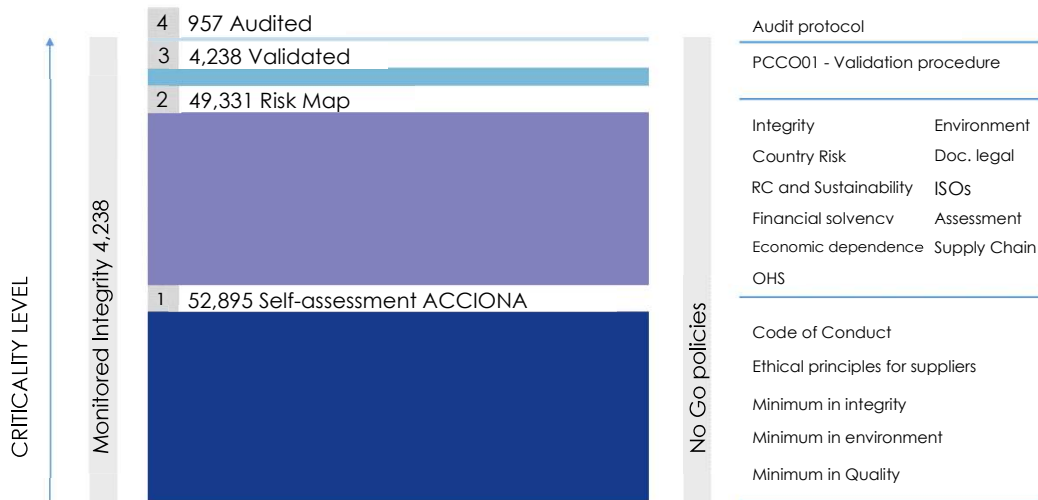 4 957 Audited
3 4,238 Validated
2 49,331 Risk Map
1 52,895 Self-assessment ACCIONA
CRITICALITY LEVEL
Monitored Integrity 4,238
No Go policies
Audit protocol
PCCO01 - Validation procedure
Integrity Environment
Country Risk Doc. legal
RC and Sustainability ISOs
Financial solvencv Assessment
Economic dependence Supply Chain
OHS
Code of Conduct
Ethical principles for suppliers
Minimum in integrity
Minimum in environment
Minimum in Quality